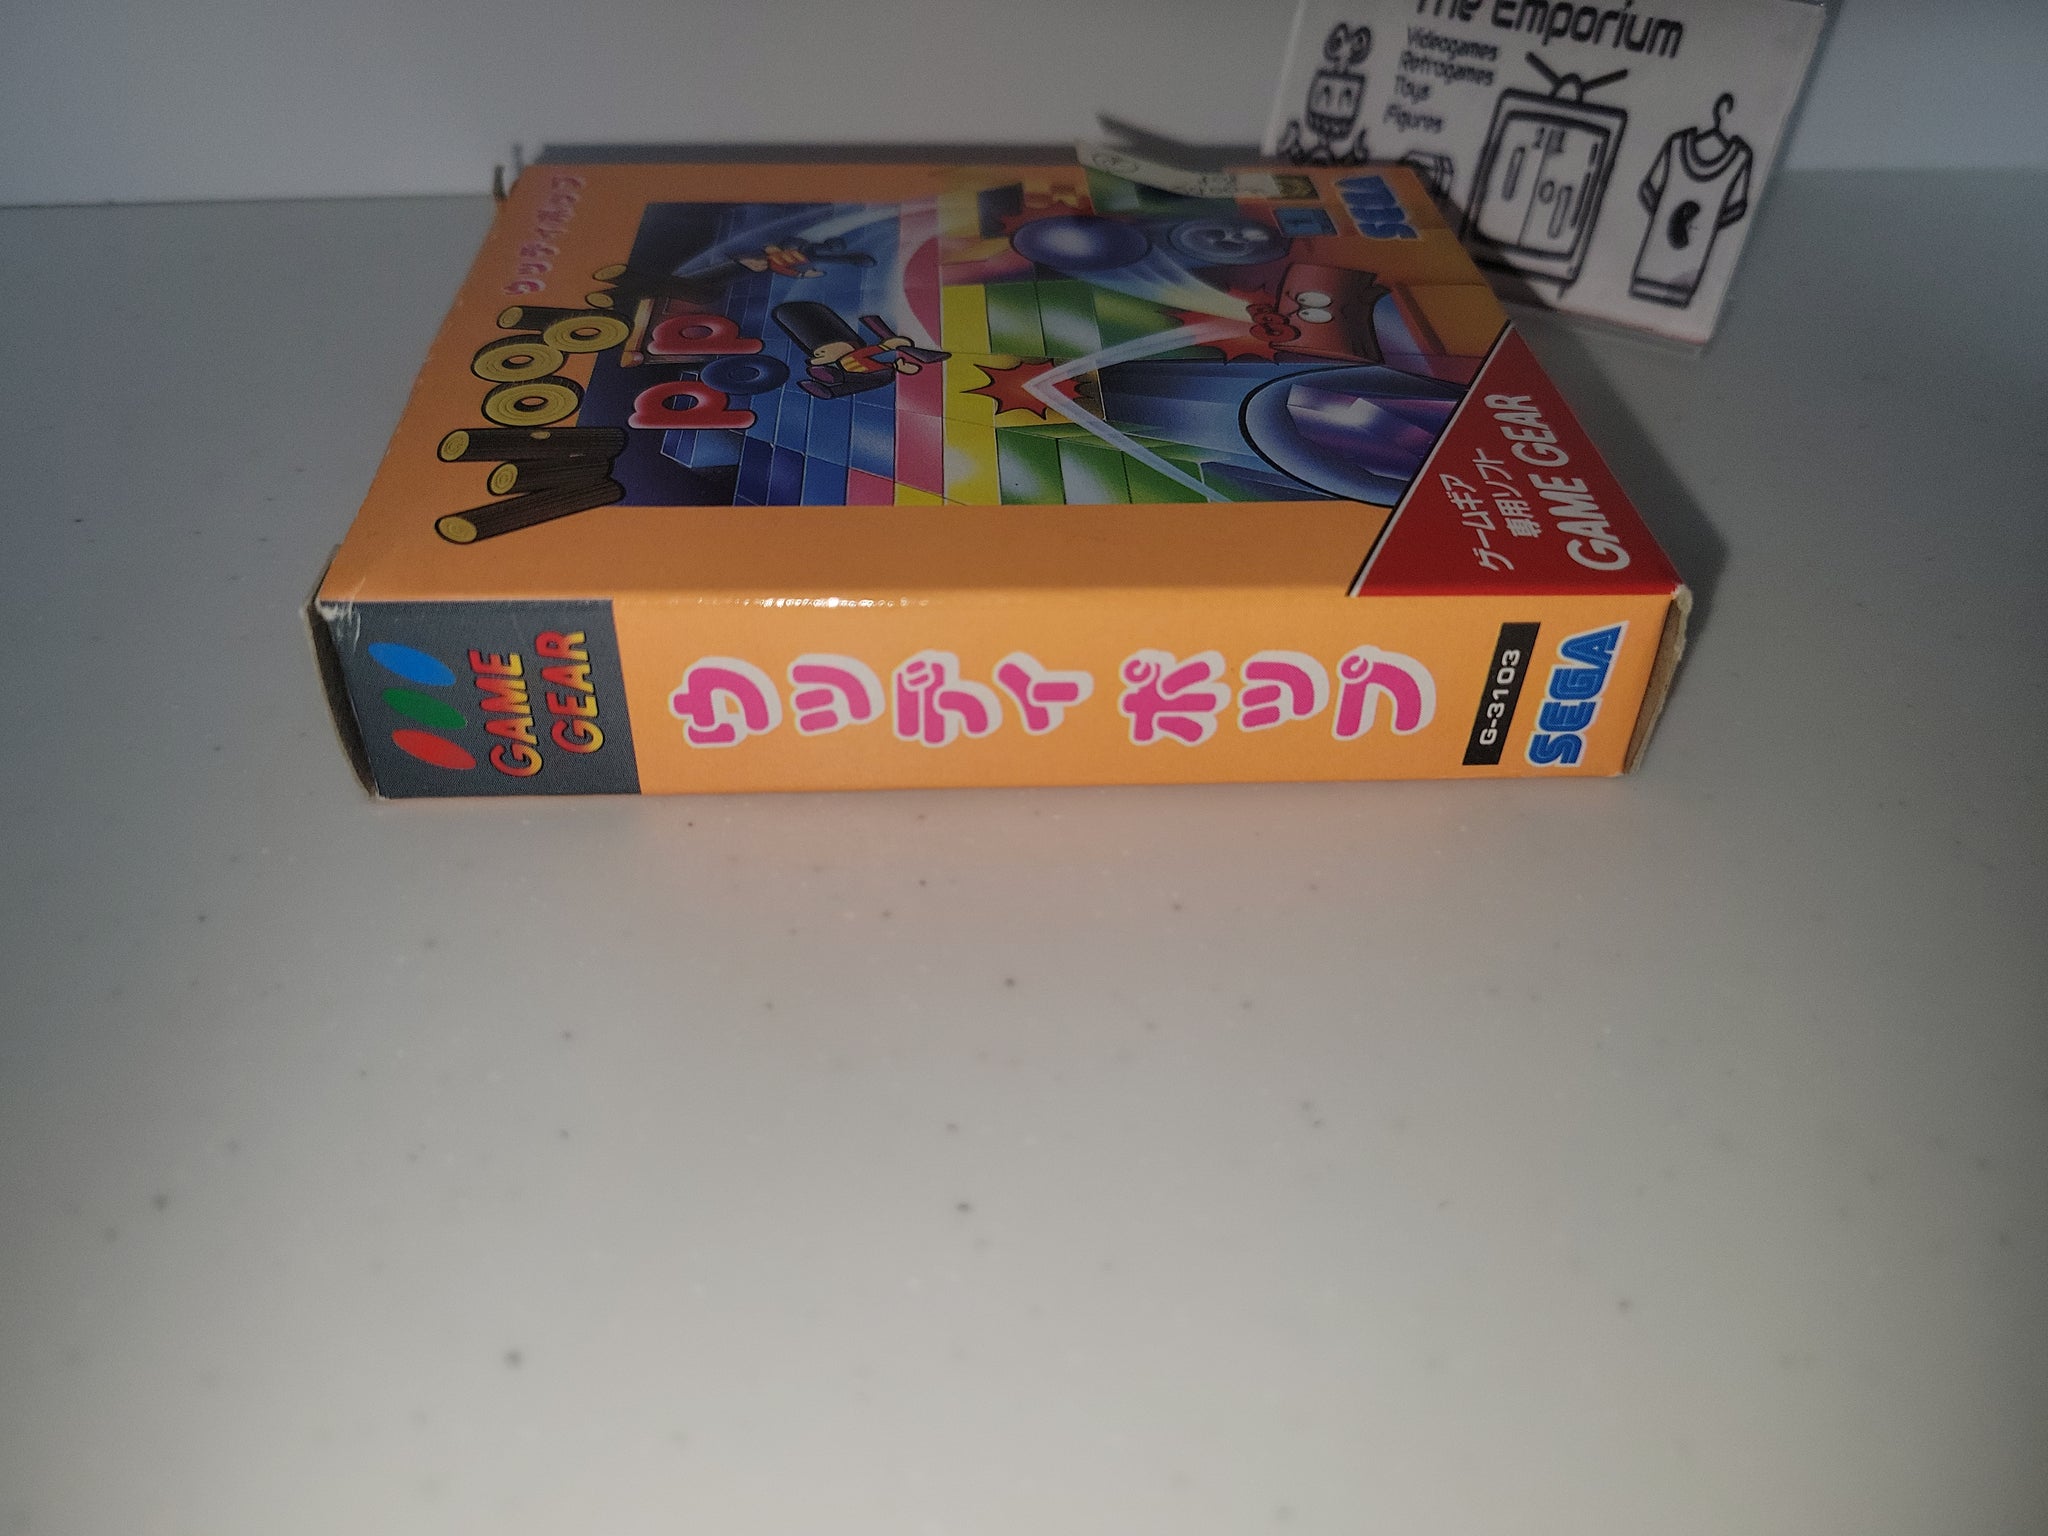 The Emporium
Videogames
Retrogames
Toys
Figures
SEGA
ウッディポップ
Woody
pop
ゲームギア
専用ソフト
GAME GEAR
GAME
GEAR
ウッディポップ
G-3103
SEGA